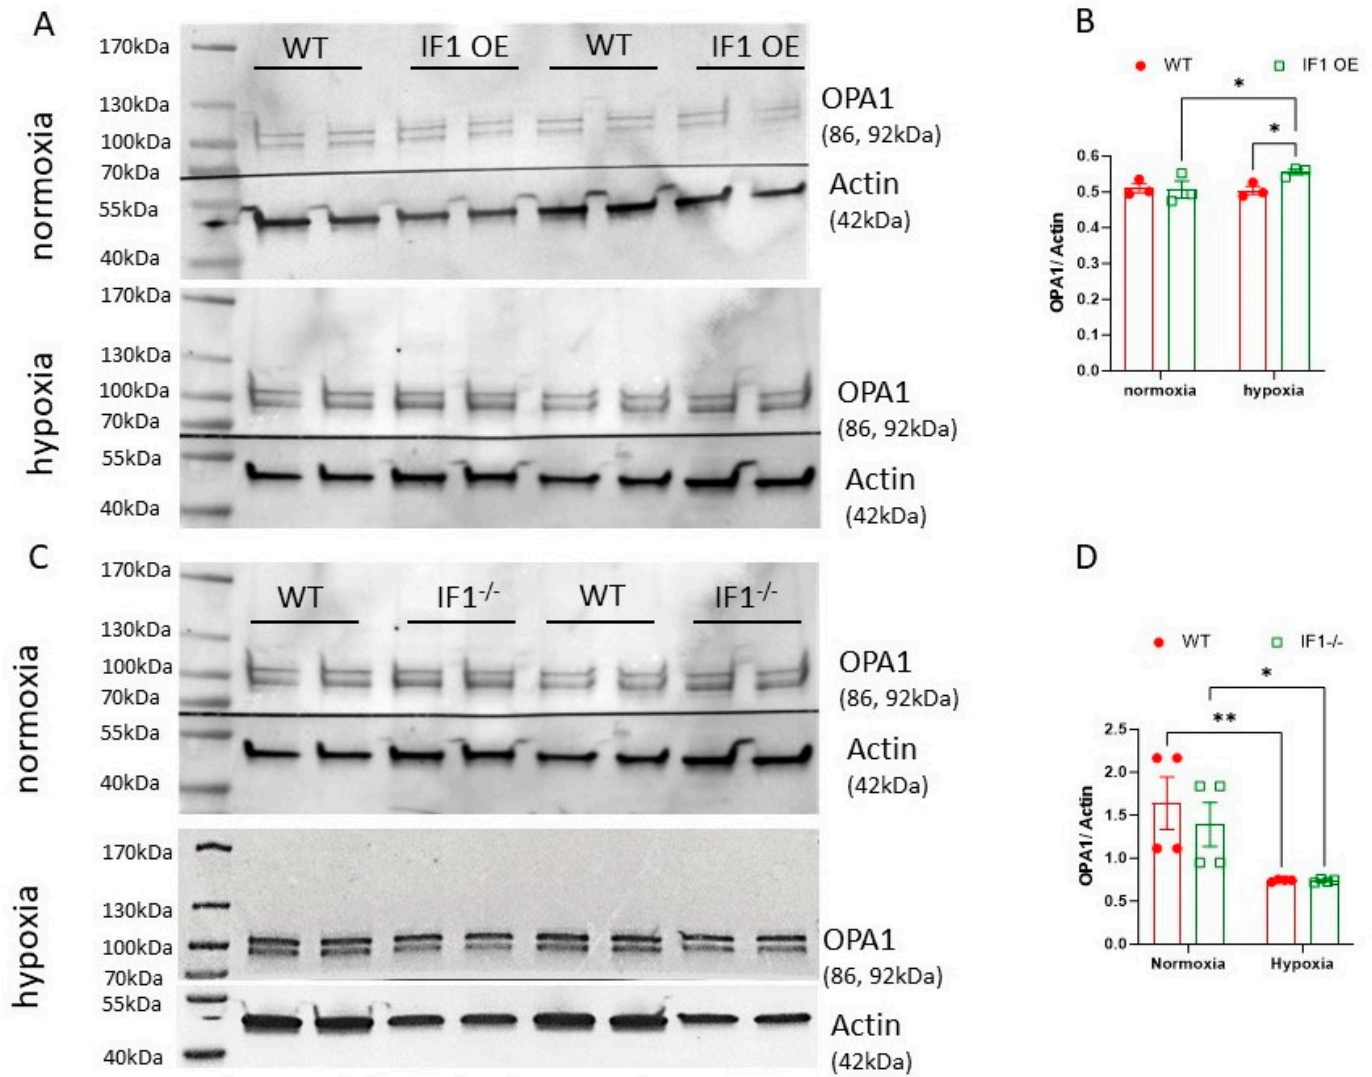 A
normoxia
170kDa
130kDa
100kDa
70kDa
55kDa
40kDa
WT
IF1 OE
WT
IF1 OE
OPA1
(86, 92kDa)
Actin
(42kDa)
hypoxia
170kDa
130kDa
100kDa
70kDa
55kDa
40kDa
OPA1
(86, 92kDa)
Actin
(42kDa)
B
WT
IF1 OE
*
*
OPA1/ Actin
0.6
0.5
0.4
0.3
0.2
0.1
0.0
normoxia
hypoxia
C
normoxia
170kDa
130kDa
100kDa
70kDa
55kDa
40kDa
WT
IF1-/-
WT
IF1-/-
OPA1
(86, 92kDa)
Actin
(42kDa)
hypoxia
170kDa
130kDa
100kDa
70kDa
55kDa
40kDa
OPA1
(86, 92kDa)
Actin
(42kDa)
D
WT
IF1-/-
*
**
OPA1/ Actin
2.5
2.0
1.5
1.0
0.5
0.0
Normoxia
Hypoxia